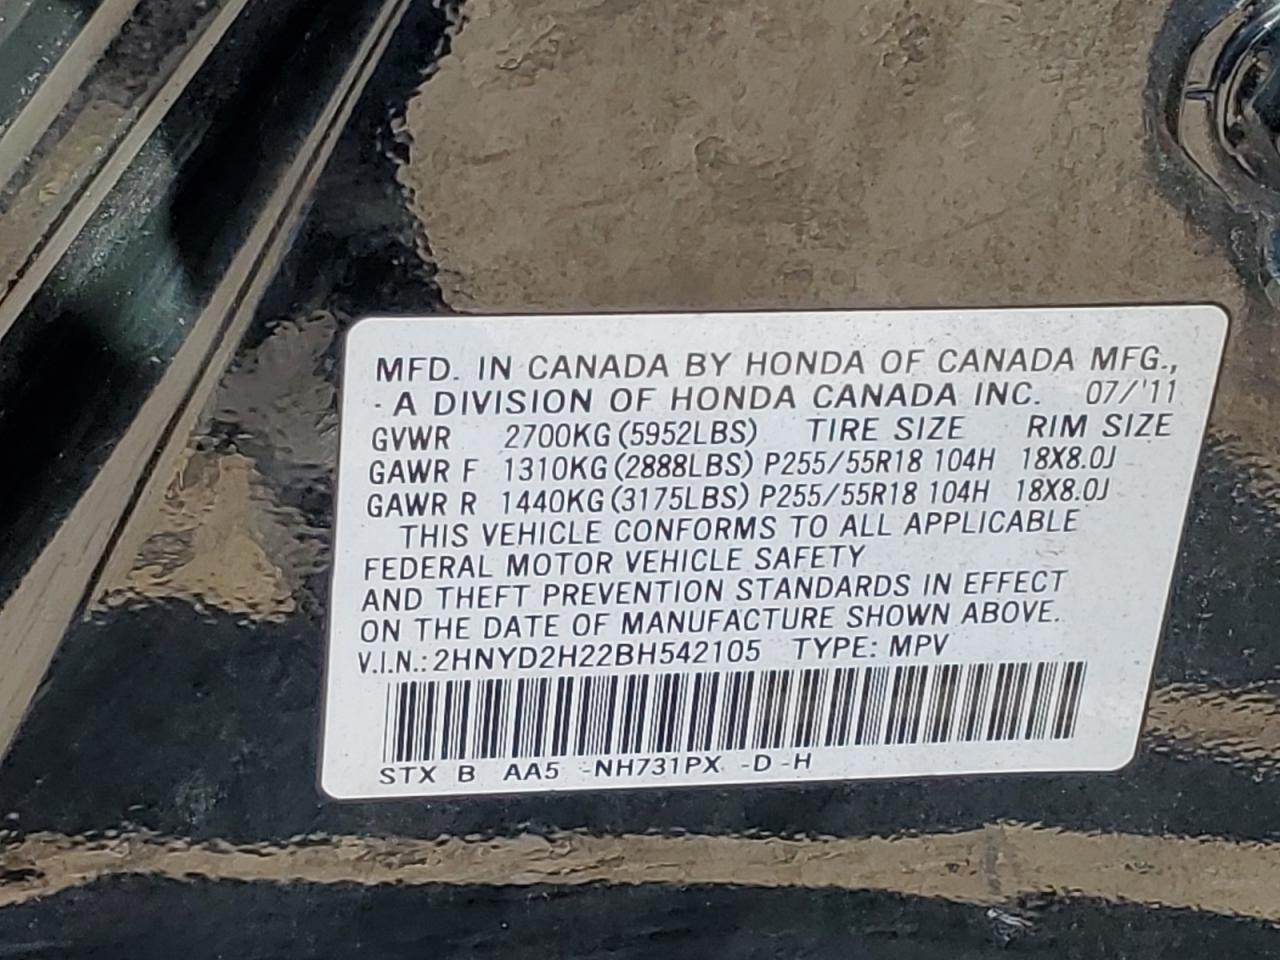 MFD. IN CANADA BY HONDA OF CANADA MFG.,
A DIVISION OF HONDA CANADA INC. 07/'11
GVWR 2700KG (5952LBS) TIRE SIZE RIM SIZE
GAWR F 1310KG (2888LBS) P255/55R18 104H 18X8.0J
GAWR R 1440KG (3175LBS) P255/55R18 104H 18X8.0J
THIS VEHICLE CONFORMS TO ALL APPLICABLE
FEDERAL MOTOR VEHICLE SAFETY
AND THEFT PREVENTION STANDARDS IN EFFECT
ON THE DATE OF MANUFACTURE SHOWN ABOVE.
V.I.N.: 2HNYD2H22BH542105 TYPE: MPV
STX B AA5 -NH731PX -D -H